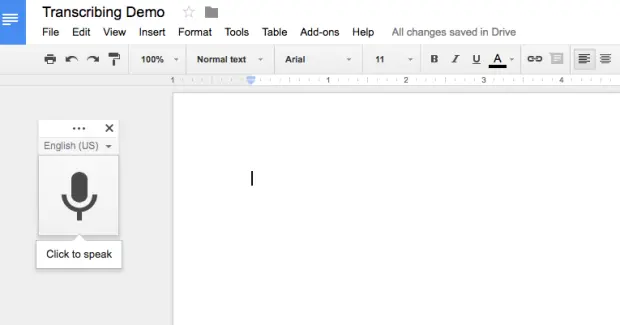 Transcribing Demo
File Edit View Insert Format Tools Table Add-ons Help All changes saved in Drive
100% Normal text Arial 11 B I U A
1 1 2 3 4
English (US)
Click to speak